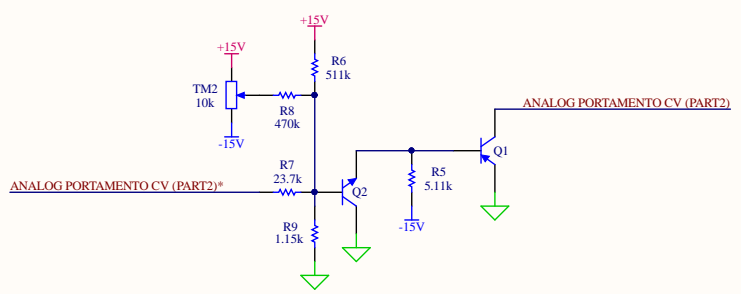 +15V
+15V
R6
511k
TM2
10k
R8
470k
-15V
ANALOG PORTAMENTO CV (PART2)
Q1
R7
23.7k
ANALOG PORTAMENTO CV (PART2)*
Q2
R5
5.11k
R9
1.15k
-15V